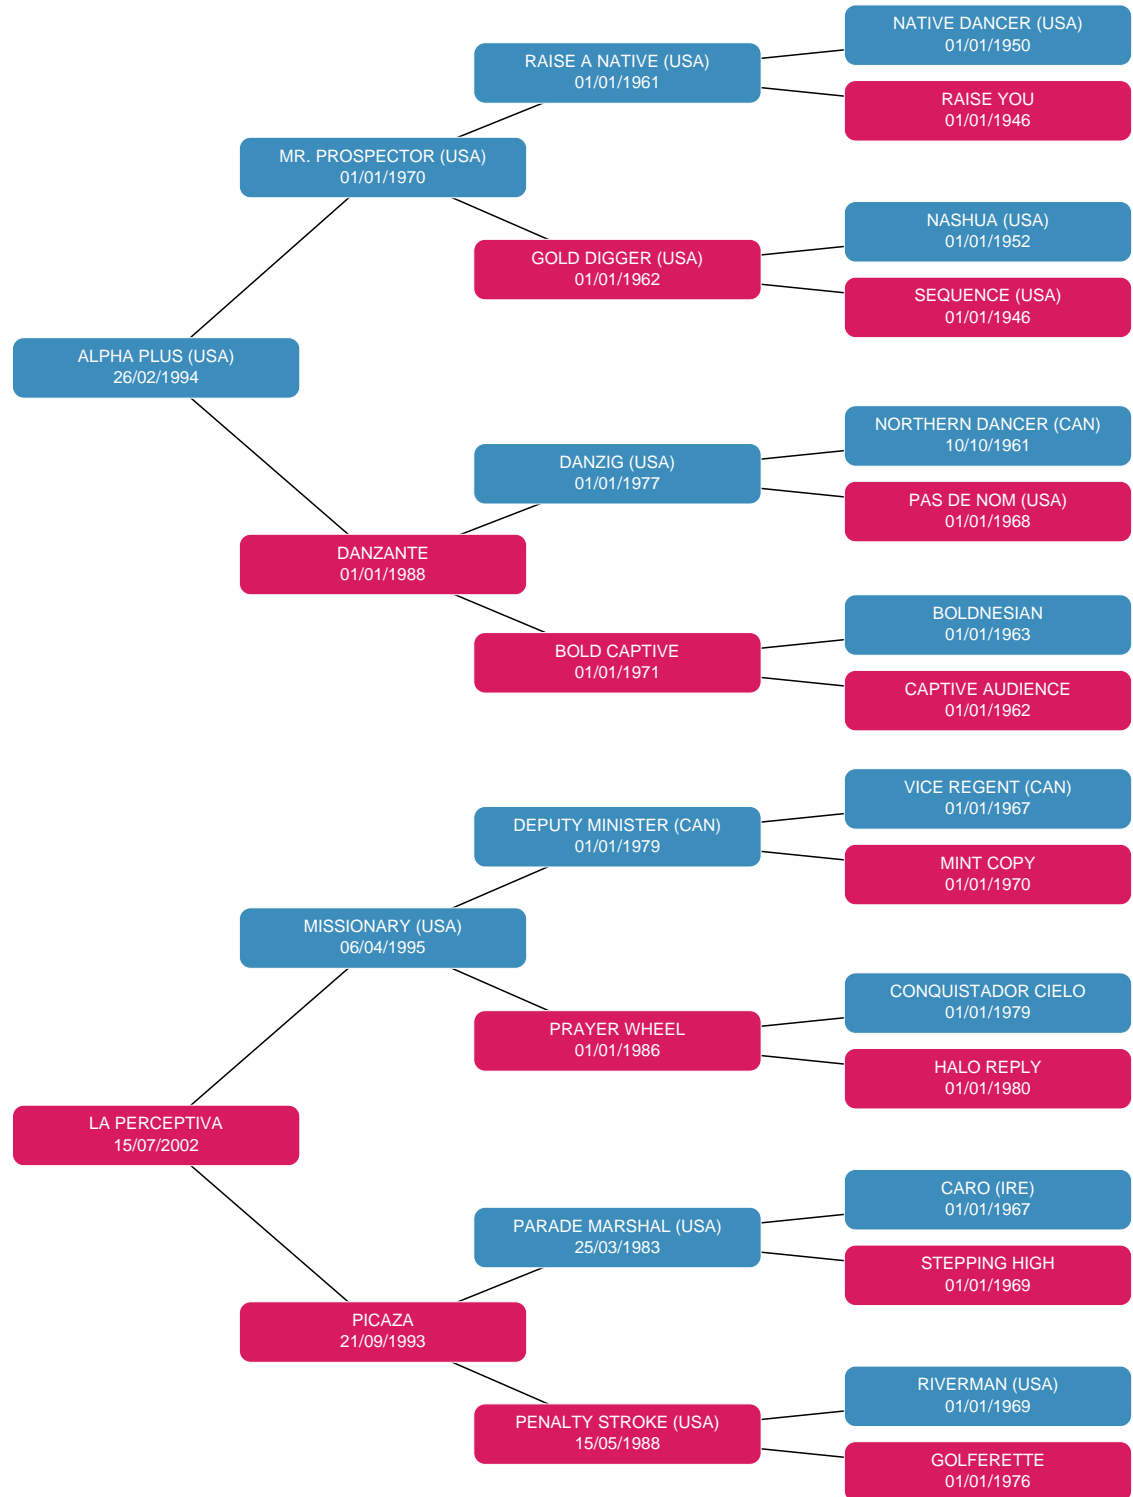 NATIVE DANCER (USA)
01/01/1950
RAISE A NATIVE (USA)
01/01/1961
RAISE YOU
01/01/1946
MR. PROSPECTOR (USA)
01/01/1970
NASHUA (USA)
01/01/1952
GOLD DIGGER (USA)
01/01/1962
SEQUENCE (USA)
01/01/1946
ALPHA PLUS (USA)
26/02/1994
NORTHERN DANCER (CAN)
10/10/1961
DANZIG (USA)
01/01/1977
PAS DE NOM (USA)
01/01/1968
DANZANTE
01/01/1988
BOLDNESIAN
01/01/1963
BOLD CAPTIVE
01/01/1971
CAPTIVE AUDIENCE
01/01/1962
VICE REGENT (CAN)
01/01/1967
DEPUTY MINISTER (CAN)
01/01/1979
MINT COPY
01/01/1970
MISSIONARY (USA)
06/04/1995
CONQUISTADOR CIELO
01/01/1979
PRAYER WHEEL
01/01/1986
HALO REPLY
01/01/1980
LA PERCEPTIVA
15/07/2002
CARO (IRE)
01/01/1967
PARADE MARSHAL (USA)
25/03/1983
STEPPING HIGH
01/01/1969
PICAZA
21/09/1993
RIVERMAN (USA)
01/01/1969
PENALTY STROKE (USA)
15/05/1988
GOLFERETTE
01/01/1976